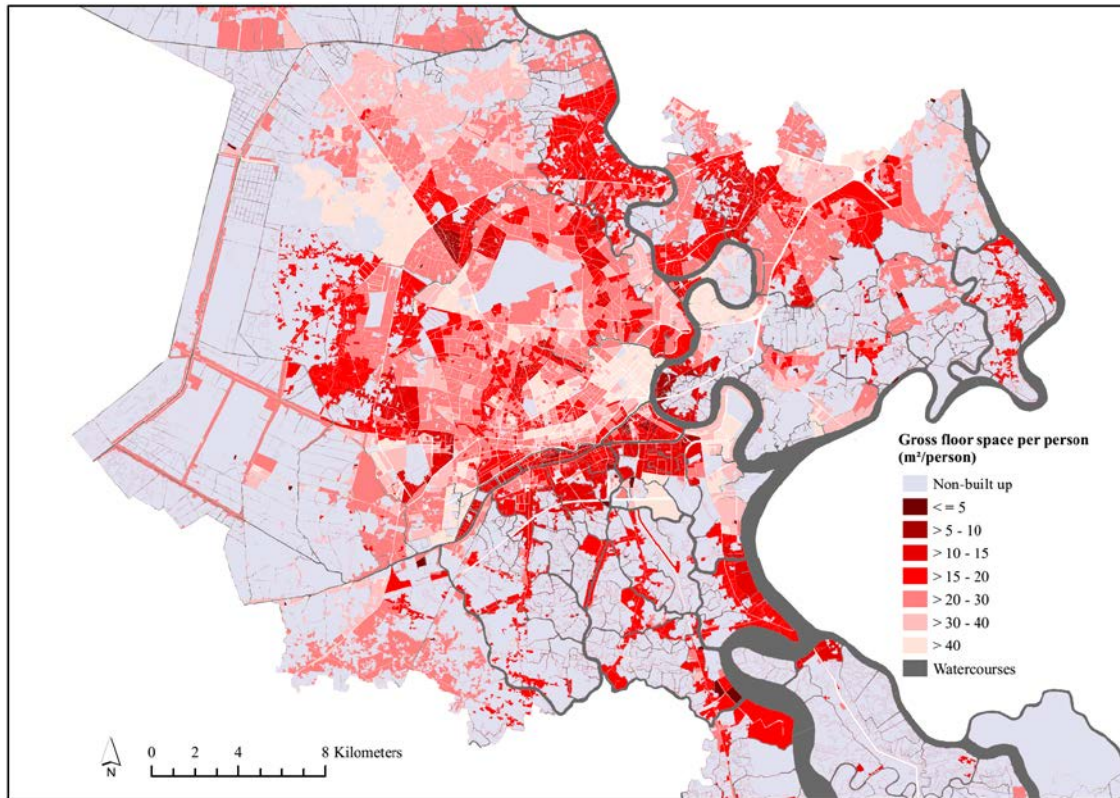 Gross floor space per person
(m²/person)
Non-built up
< = 5
> 5 - 10
> 10 - 15
> 15 - 20
> 20 - 30
> 30 - 40
> 40
Watercourses
N
0 2 4 8 Kilometers